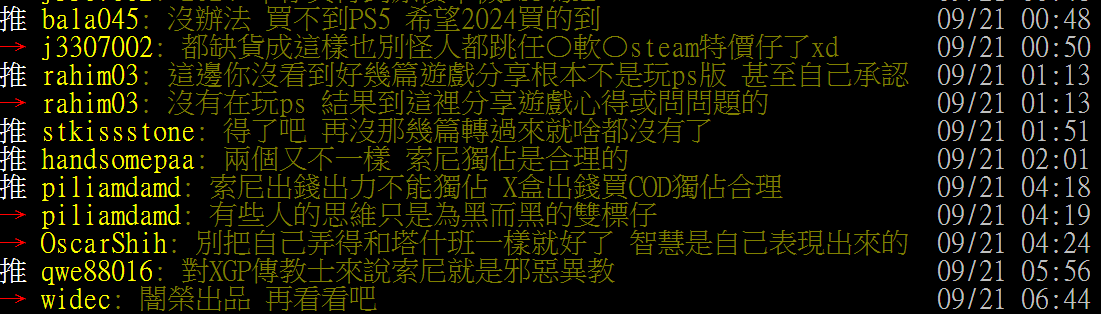 推 bala045: 沒辦法 買不到PS5 希望2024買的到 09/21 00:48
→ j3307002: 都缺貨成這樣也別怪人都跳任○軟○steam特價仔了xd 09/21 00:50
推 rahim03: 這邊你沒看到好幾篇遊戲分享根本不是玩ps版 甚至自己承認 09/21 01:13
→ rahim03: 沒有在玩ps 結果到這裡分享遊戲心得或問問題的 09/21 01:13
推 stkissstone: 得了吧 再沒那幾篇轉過來就啥都沒有了 09/21 01:51
推 handsomepaa: 兩個又不一樣 索尼獨佔是合理的 09/21 02:01
推 piliamdamd: 索尼出錢出力不能獨佔 X盒出錢買COD獨佔合理 09/21 04:18
→ piliamdamd: 有些人的思維只是為黑而黑的雙標仔 09/21 04:19
→ OscarShih: 別把自己弄得和塔什班一樣就好了 智慧是自己表現出來的 09/21 04:24
推 qwe88016: 對XGP傳教士來說索尼就是邪惡異教 09/21 05:56
→ widec: 闇榮出品 再看看吧 09/21 06:44